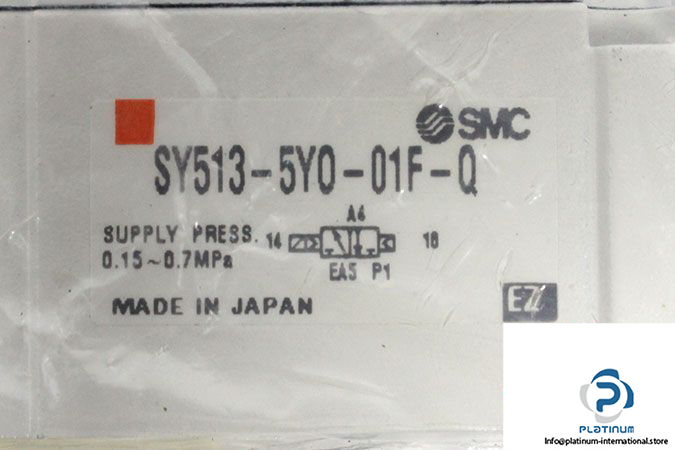 SMC
SY513-5Y0-01F-Q
A4
SUPPLY PRESS. 14 18
0.15~0.7MPa
EA5 P1
MADE IN JAPAN
EZ
PLATINUM
info@platinum-international.store